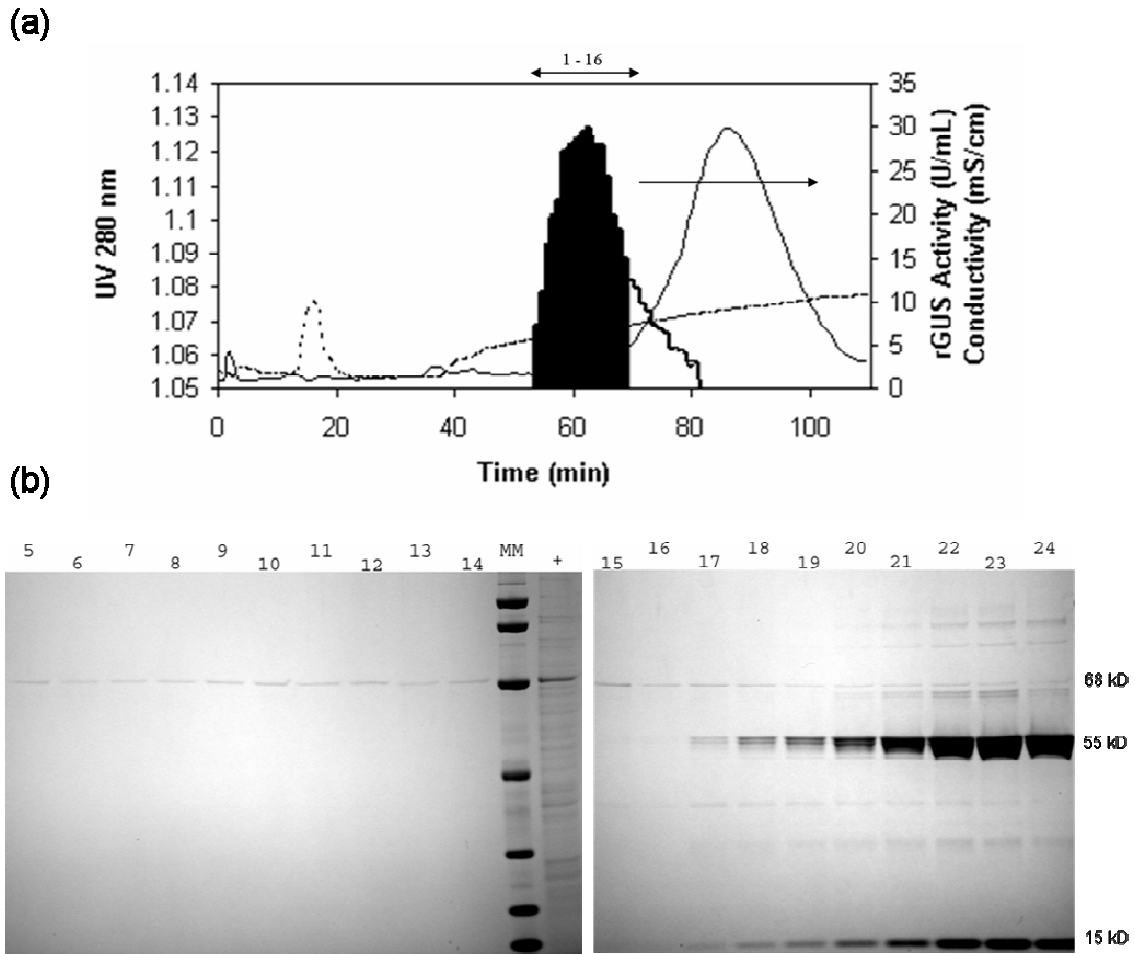 (a)
1 - 16
1.14
1.13
1.12
1.11
1.1
1.09
1.08
1.07
1.06
1.05
UV 280 nm
35
30
25
20
15
10
5
0
rGUS Activity (U/mL)
Conductivity (mS/cm)
0 20 40 60 80 100
Time (min)
(b)
5 6 7 8 9 10 11 12 13 14 MM +
15 16 17 18 19 20 21 22 23 24
68 kD
55 kD
15 kD